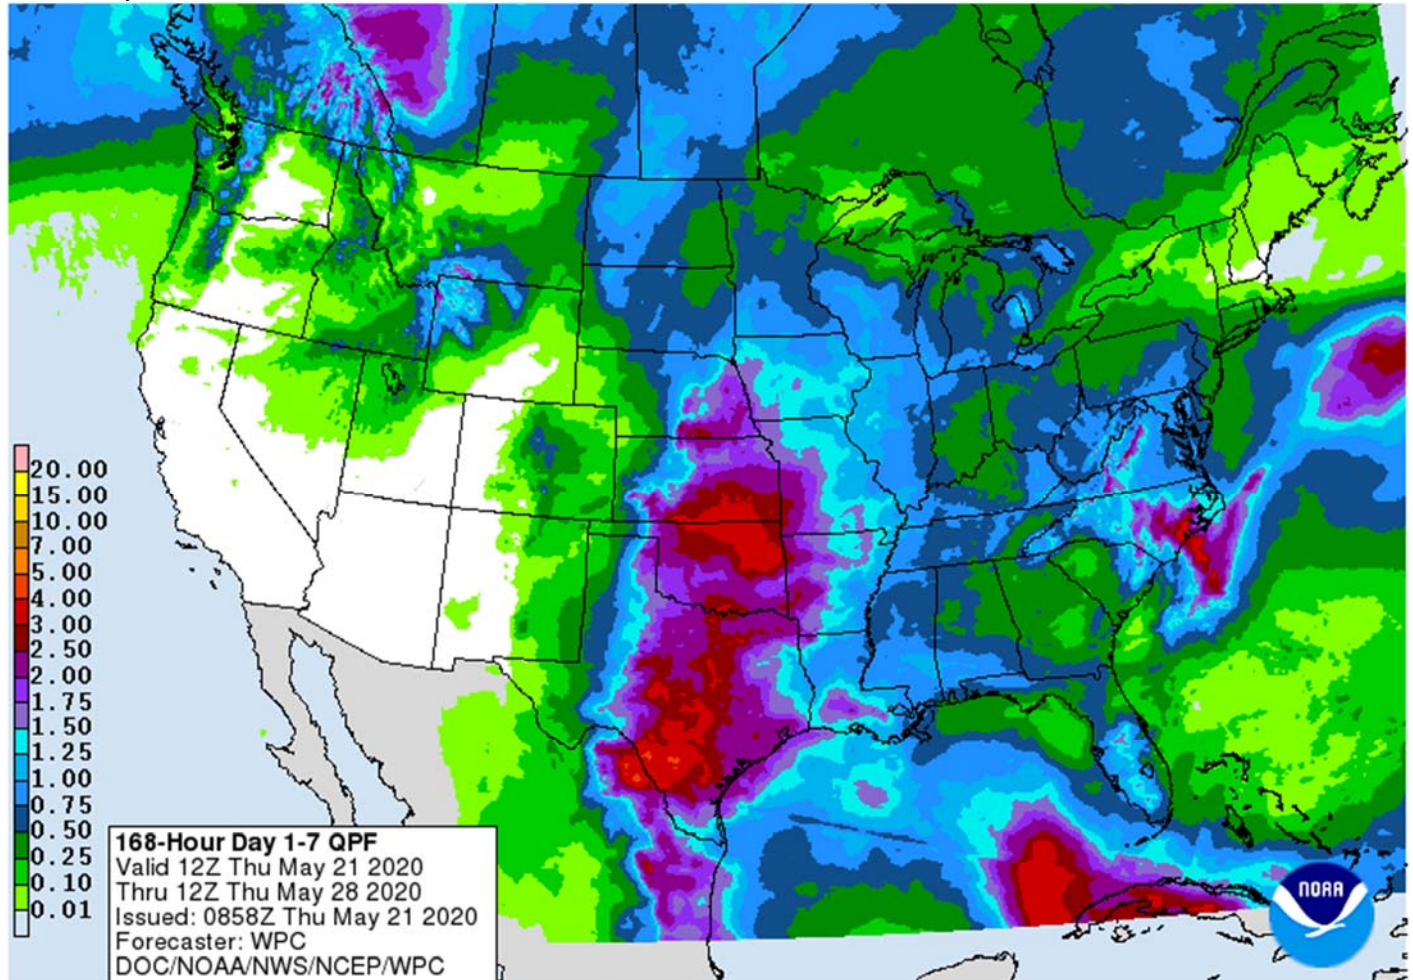 20.00
15.00
10.00
7.00
5.00
4.00
3.00
2.50
2.00
1.75
1.50
1.25
1.00
0.75
0.50
0.25
0.10
0.01
168-Hour Day 1-7 QPF
Valid 12Z Thu May 21 2020
Thru 12Z Thu May 28 2020
Issued: 0858Z Thu May 21 2020
Forecaster: WPC
DOC/NOAA/NWS/NCEP/WPC
NOAA